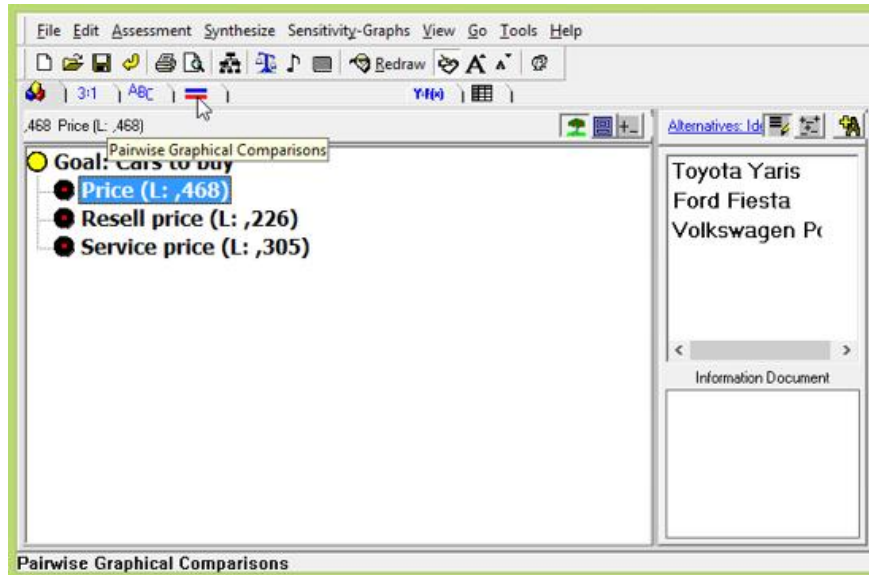 File Edit Assessment Synthesize Sensitivity-Graphs View Go Tools Help
Redraw A A
3:1 ABC Y-f(x)
,468 Price (L: ,468)
Alternatives: Ide
Pairwise Graphical Comparisons
Goal: Cars to buy
Price (L: ,468)
Resell price (L: ,226)
Service price (L: ,305)
Toyota Yaris
Ford Fiesta
Volkswagen Po
Information Document
Pairwise Graphical Comparisons